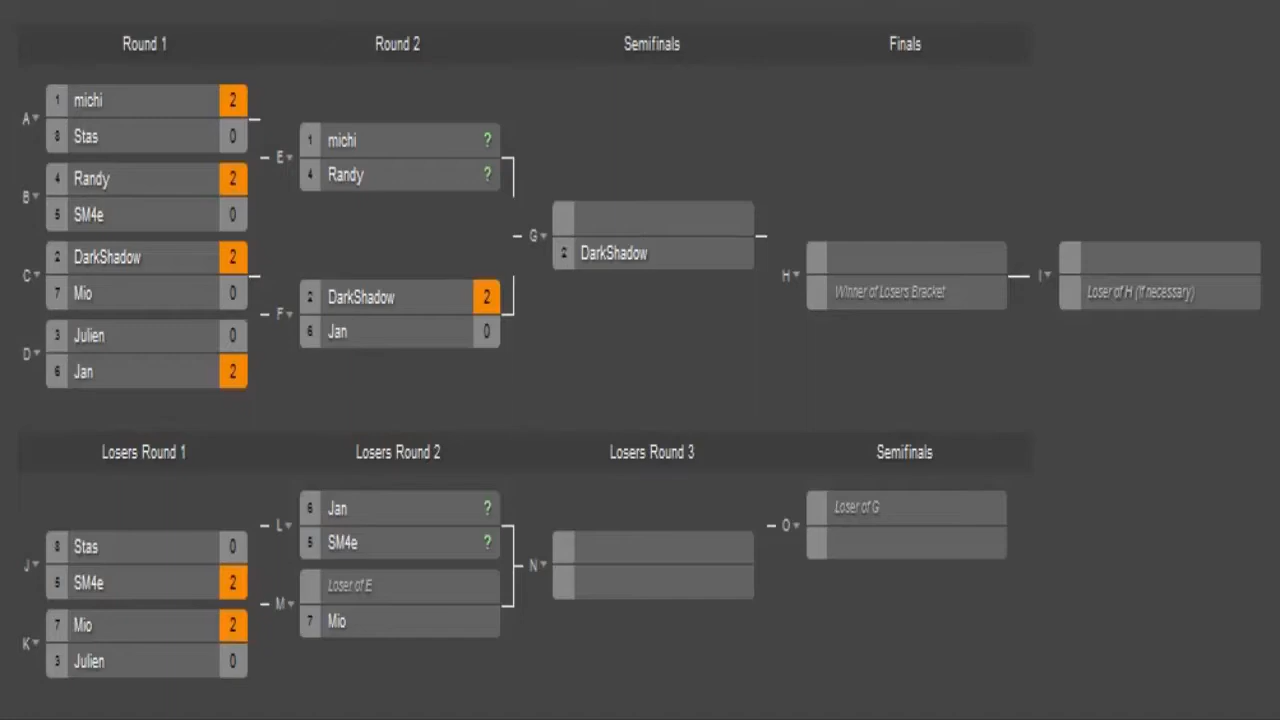 Round 1 Round 2 Semifinals Finals
A 1 michi 2
8 Stas 0
B 4 Randy 2
5 SM4e 0
C 2 DarkShadow 2
7 Mio 0
D 3 Julien 0
6 Jan 2
E 1 michi ?
4 Randy ?
F 2 DarkShadow 2
6 Jan 0
G
2 DarkShadow
H
Winner of Losers Bracket
I
Loser of H (if necessary)
Losers Round 1 Losers Round 2 Losers Round 3 Semifinals
J 8 Stas 0
5 SM4e 2
K 7 Mio 2
3 Julien 0
L 6 Jan ?
5 SM4e ?
M Loser of E
7 Mio
N
O Loser of G